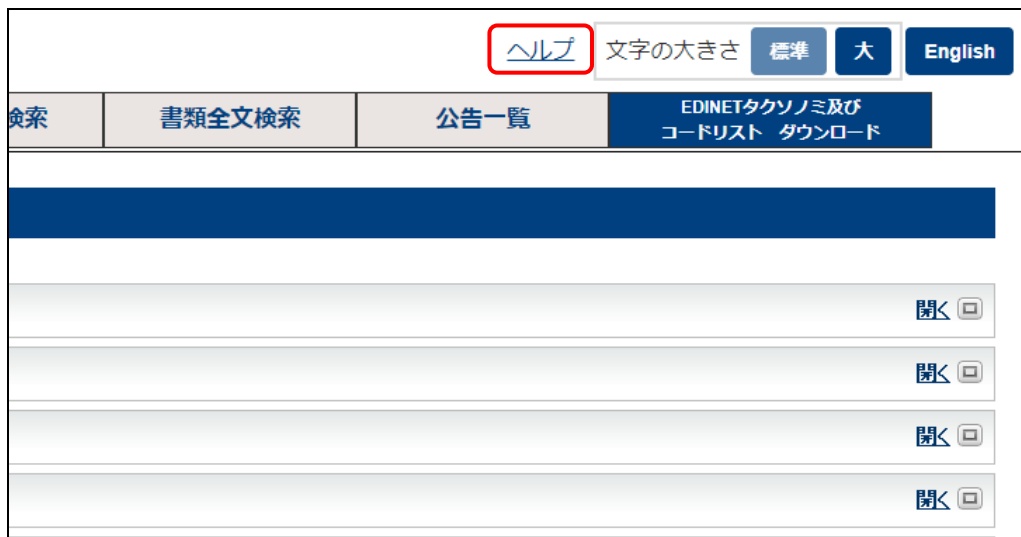 ヘルプ 文字の大きさ 標準 大 English
検索 書類全文検索 公告一覧 EDINETタクソノミ及び
コードリスト ダウンロード
開く
開く
開く
開く